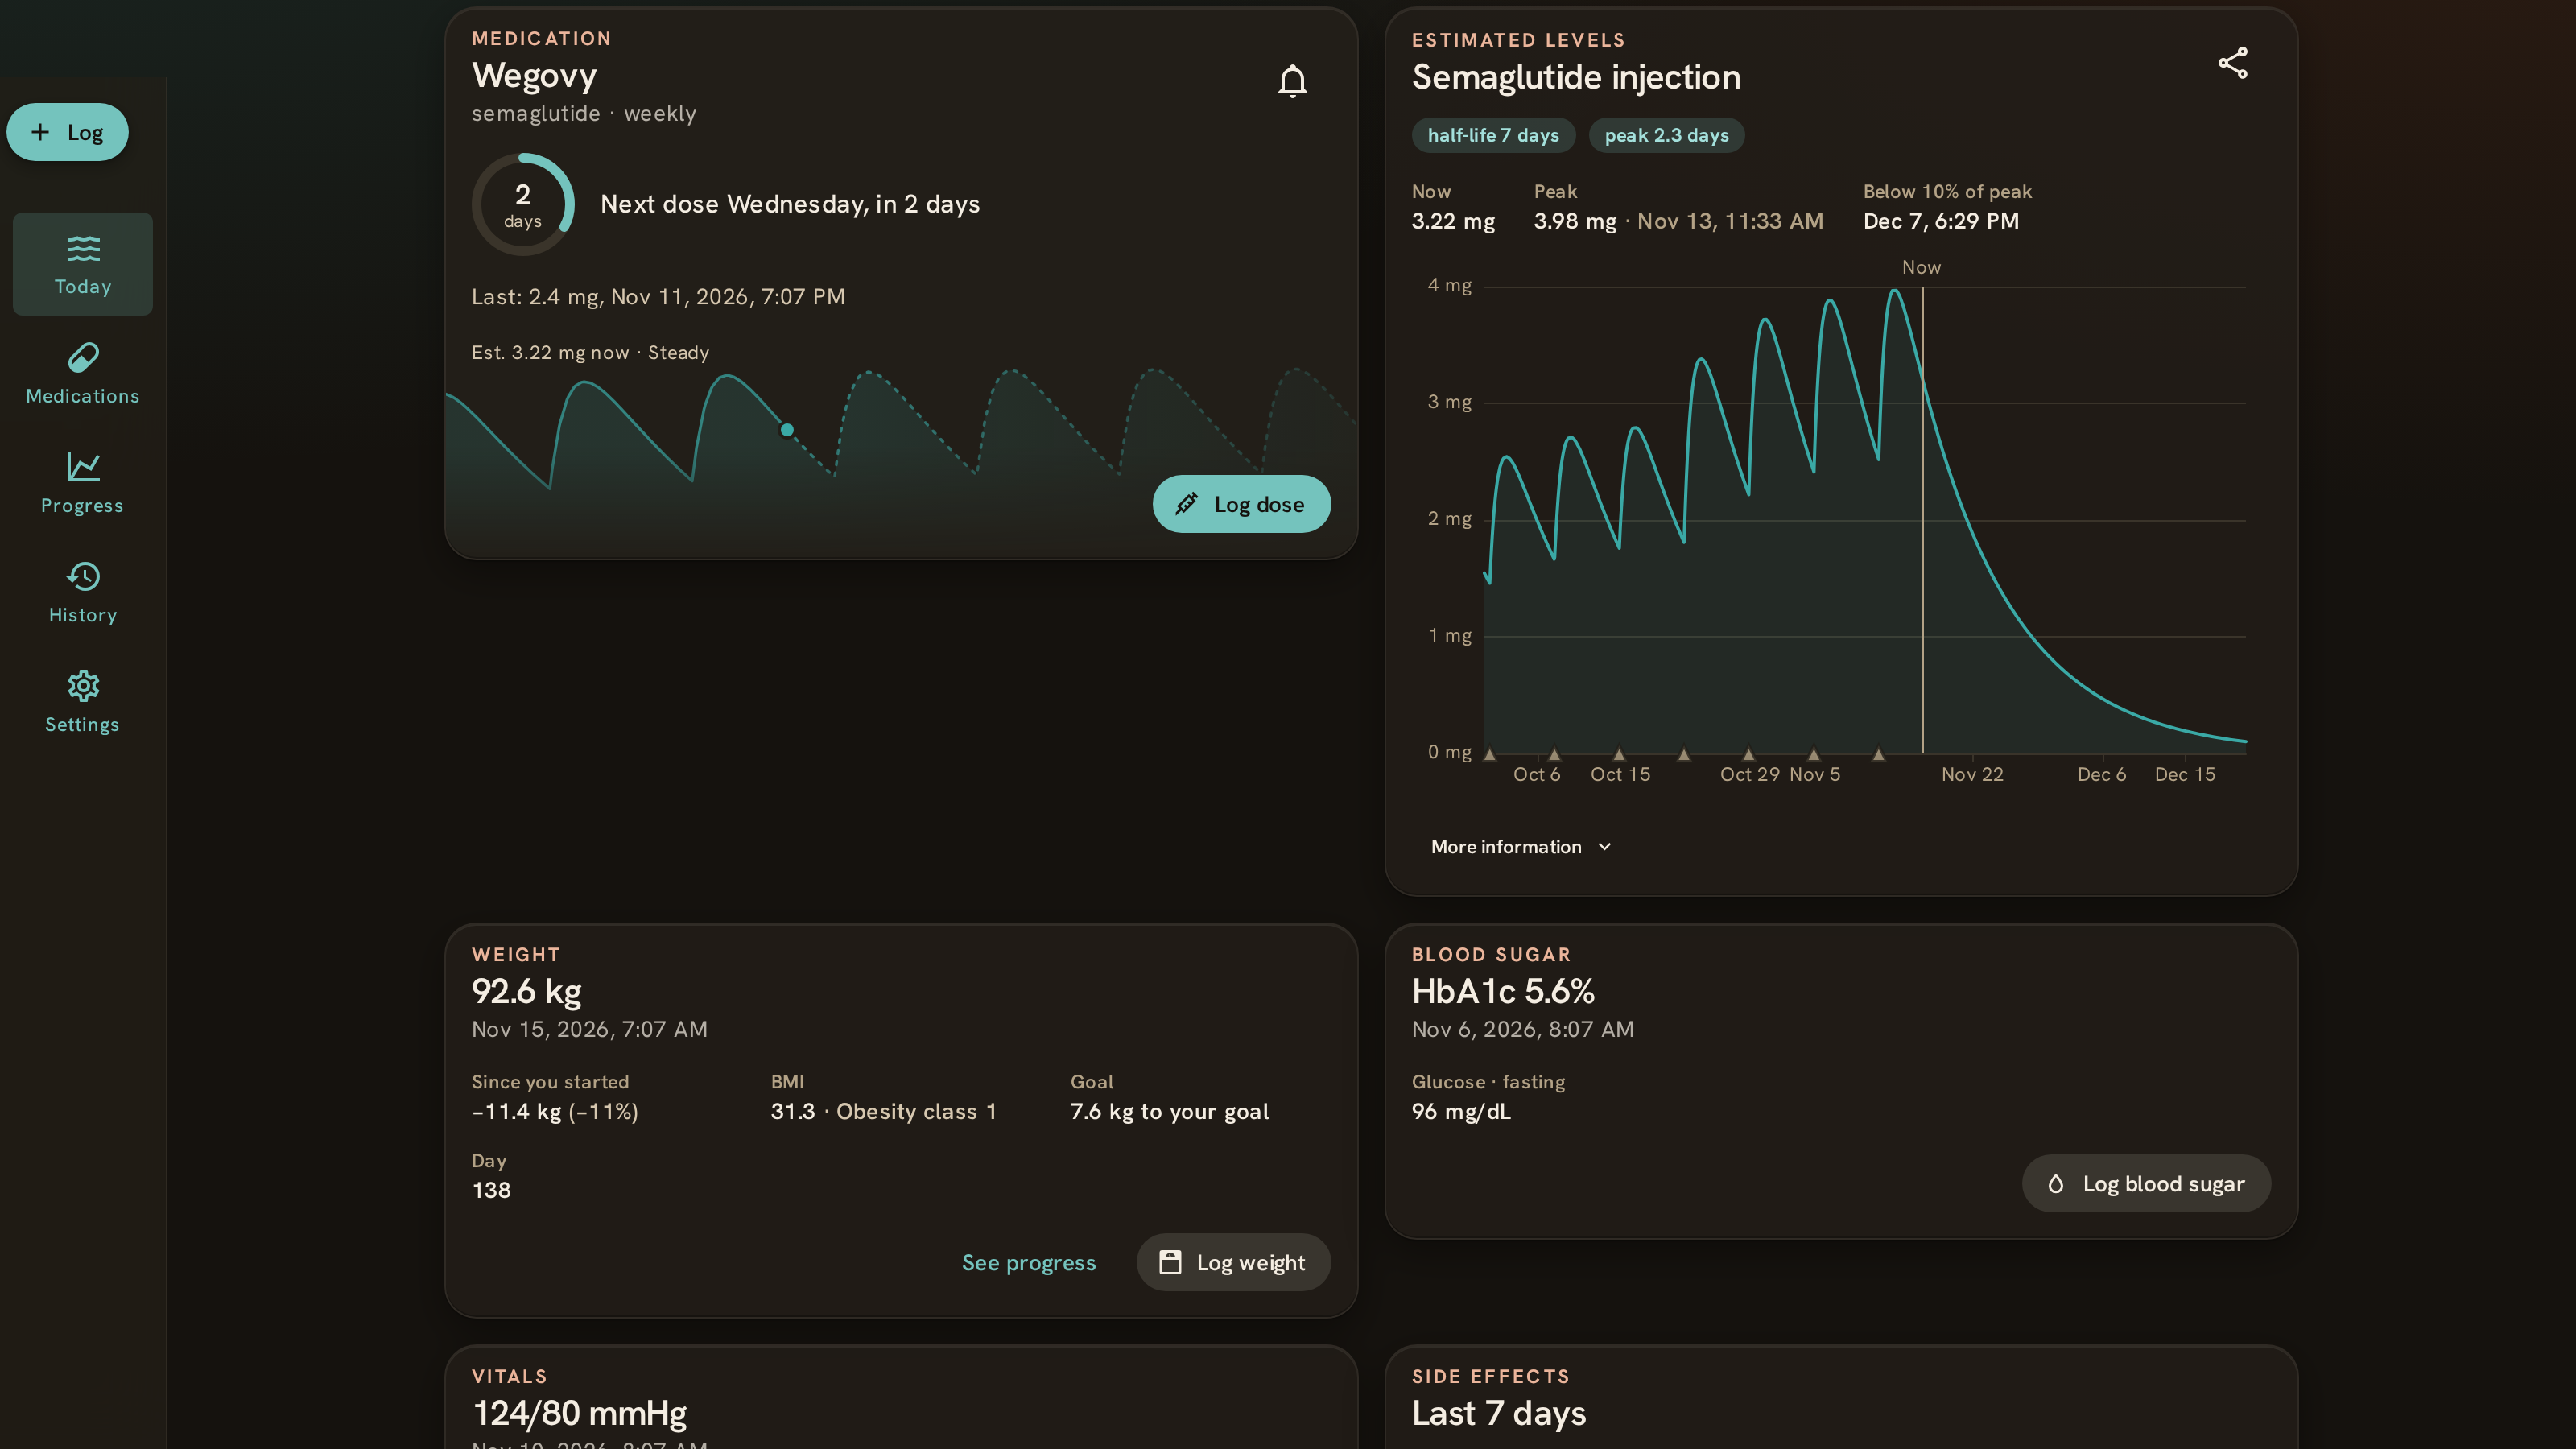 Log
Today
Medications
Progress
History
Settings
MEDICATION
Wegovy
semaglutide · weekly
2
days
Next dose Wednesday, in 2 days
Last: 2.4 mg, Nov 11, 2026, 7:07 PM
Est. 3.22 mg now · Steady
Log dose
ESTIMATED LEVELS
Semaglutide injection
half-life 7 days
peak 2.3 days
Now
3.22 mg
Peak
3.98 mg · Nov 13, 11:33 AM
Below 10% of peak
Dec 7, 6:29 PM
Now
4 mg
3 mg
2 mg
1 mg
0 mg
Oct 6
Oct 15
Oct 29
Nov 5
Nov 22
Dec 6
Dec 15
More information
WEIGHT
92.6 kg
Nov 15, 2026, 7:07 AM
Since you started
−11.4 kg (−11%)
BMI
31.3 · Obesity class 1
Goal
7.6 kg to your goal
Day
138
See progress
Log weight
BLOOD SUGAR
HbA1c 5.6%
Nov 6, 2026, 8:07 AM
Glucose · fasting
96 mg/dL
Log blood sugar
VITALS
124/80 mmHg
Nov 10, 2026, 8:07 AM
SIDE EFFECTS
Last 7 days